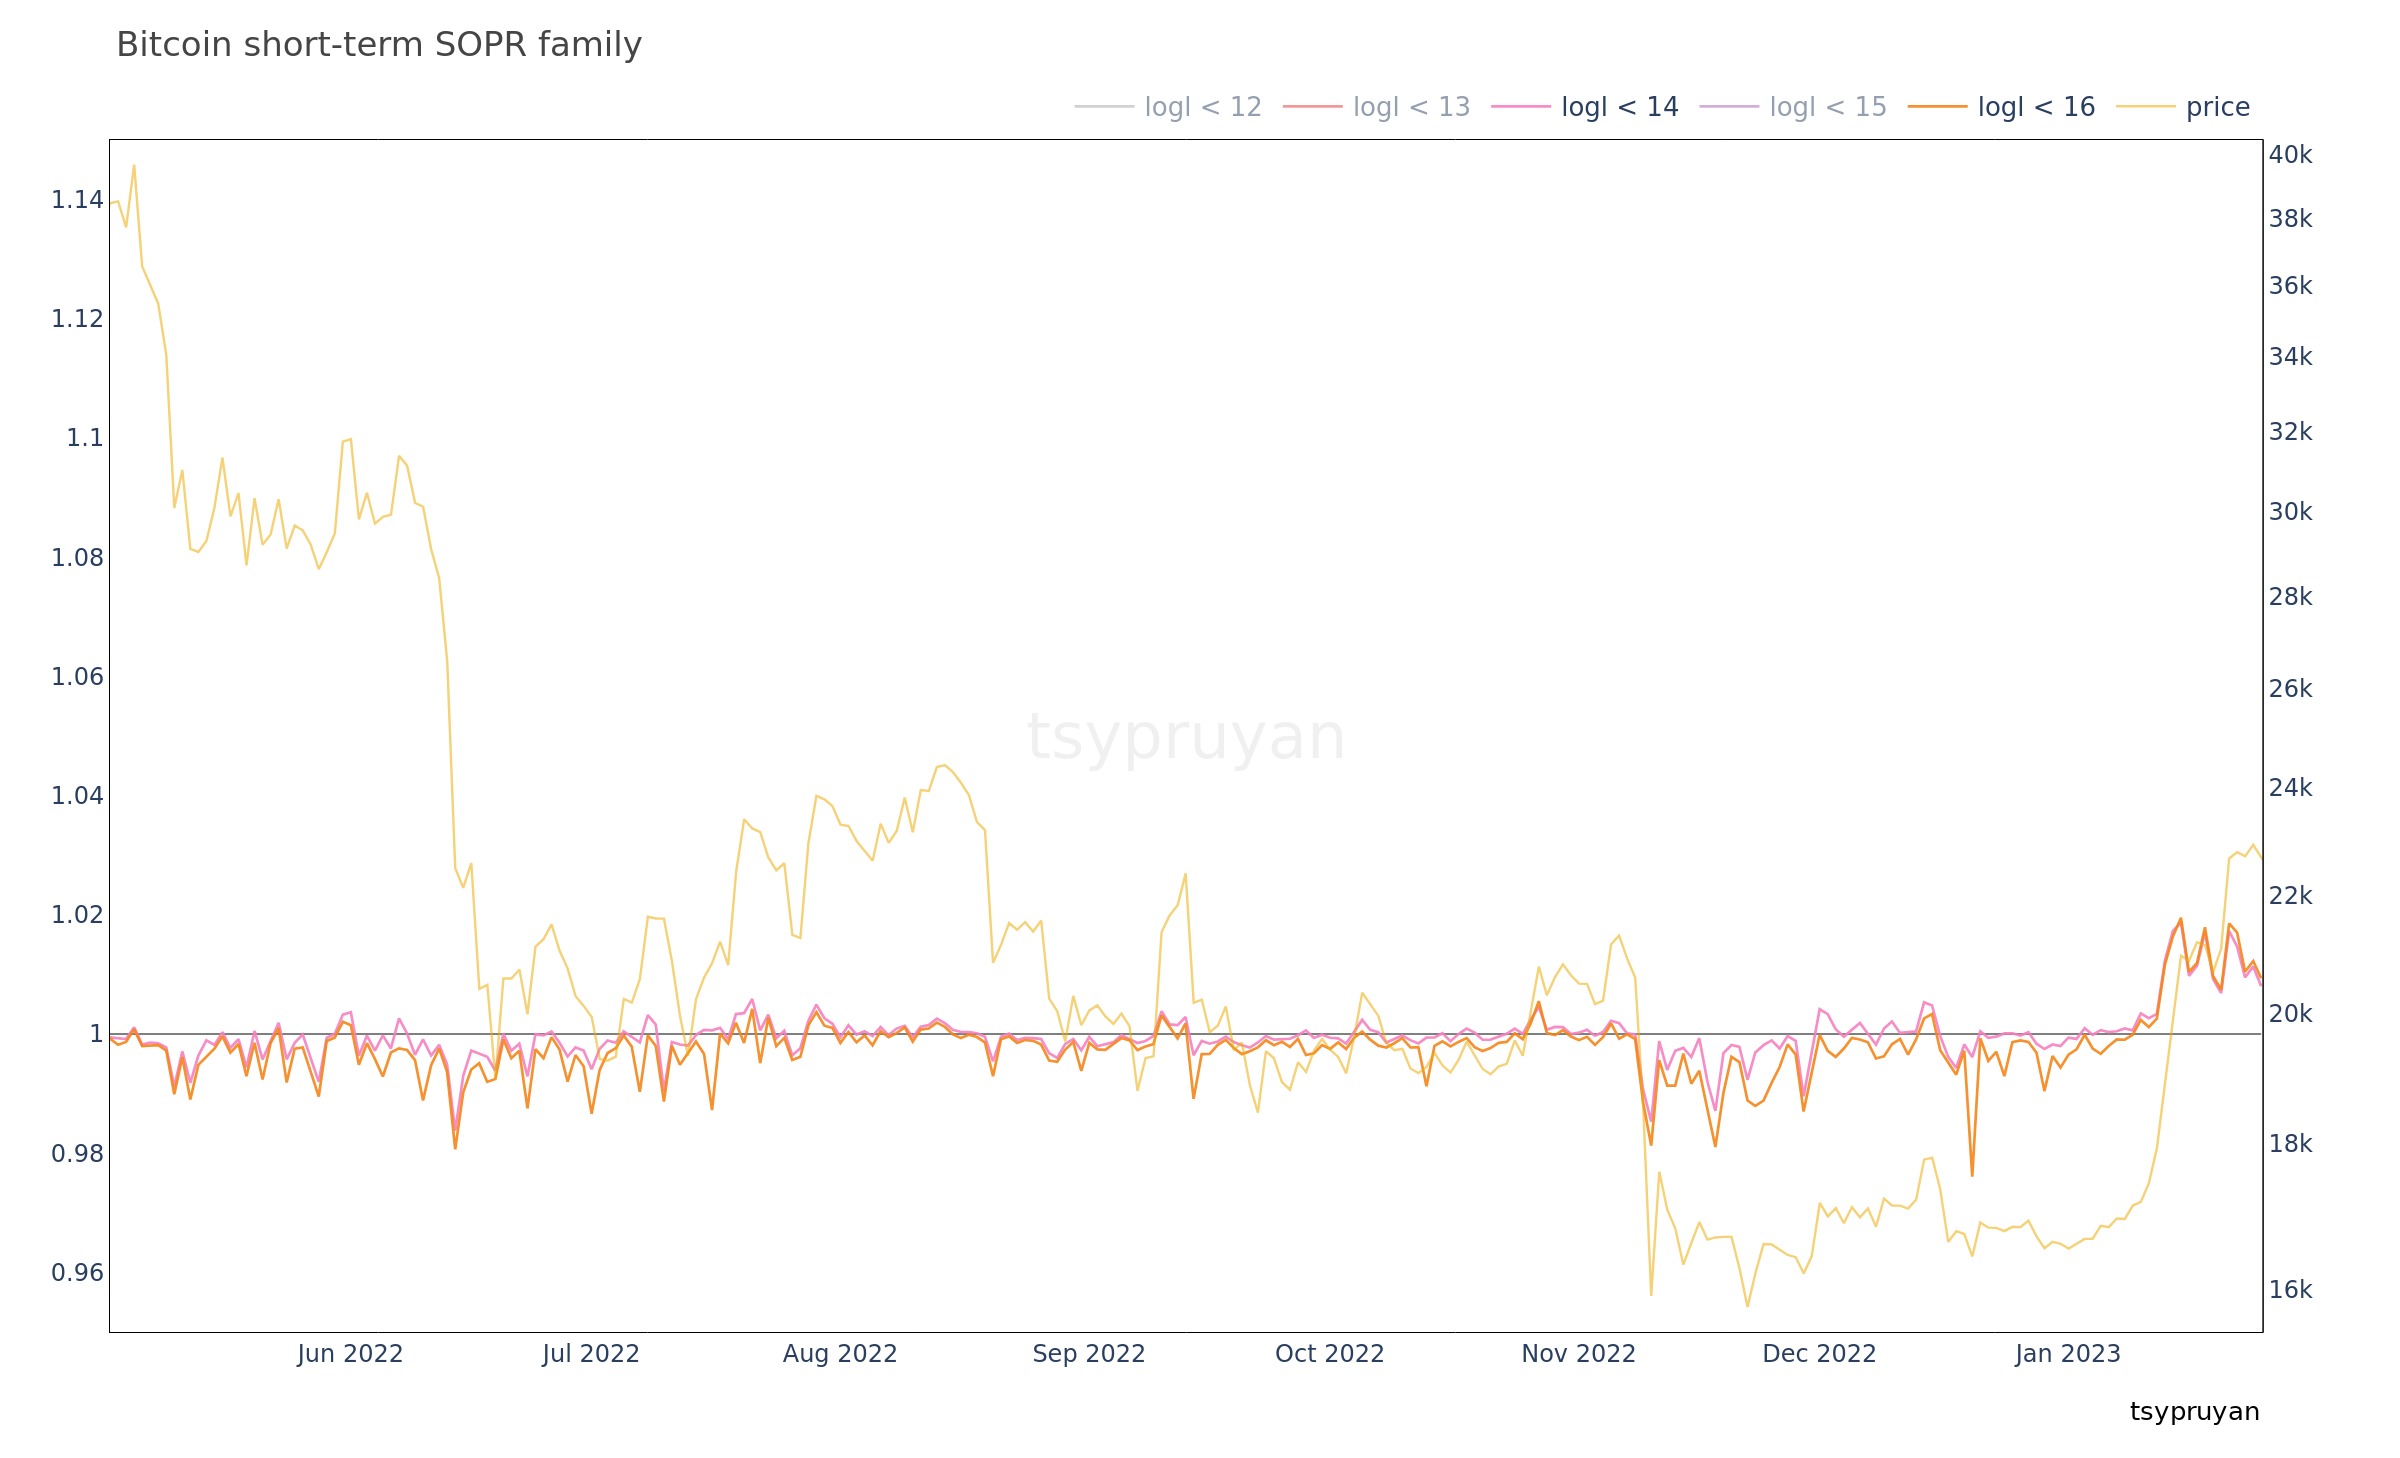 Bitcoin short-term SOPR family
logl < 12 logl < 13 logl < 14 logl < 15 logl < 16 price
1.14
1.12
1.1
1.08
1.06
1.04
1.02
1
0.98
0.96
40k
38k
36k
34k
32k
30k
28k
26k
24k
22k
20k
18k
16k
tsypruyan
Jun 2022 Jul 2022 Aug 2022 Sep 2022 Oct 2022 Nov 2022 Dec 2022 Jan 2023
tsypruyan